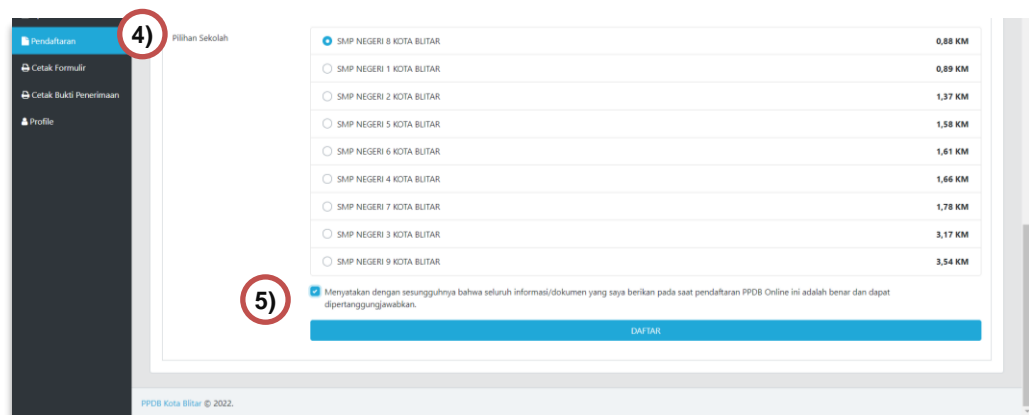 Pendaftaran
Cetak Formulir
Cetak Bukti Penerimaan
Profile
4)
Pilihan Sekolah
SMP NEGERI 8 KOTA BLITAR 0,88 KM
SMP NEGERI 1 KOTA BLITAR 0,89 KM
SMP NEGERI 2 KOTA BLITAR 1,37 KM
SMP NEGERI 5 KOTA BLITAR 1,58 KM
SMP NEGERI 6 KOTA BLITAR 1,61 KM
SMP NEGERI 4 KOTA BLITAR 1,66 KM
SMP NEGERI 7 KOTA BLITAR 1,78 KM
SMP NEGERI 3 KOTA BLITAR 3,17 KM
SMP NEGERI 9 KOTA BLITAR 3,54 KM
5)
Menyatakan dengan sesungguhnya bahwa seluruh informasi/dokumen yang saya berikan pada saat pendaftaran PPDB Online ini adalah benar dan dapat
dipertanggungjawabkan.
DAFTAR
PPDB Kota Blitar © 2022.